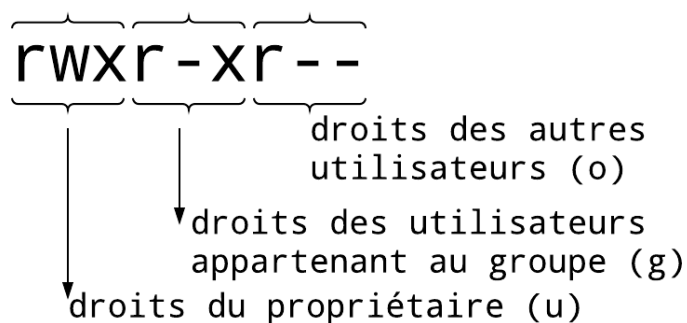 rwxr-xr--
droits des autres
utilisateurs (o)
droits des utilisateurs
appartenant au groupe (g)
droits du propriétaire (u)